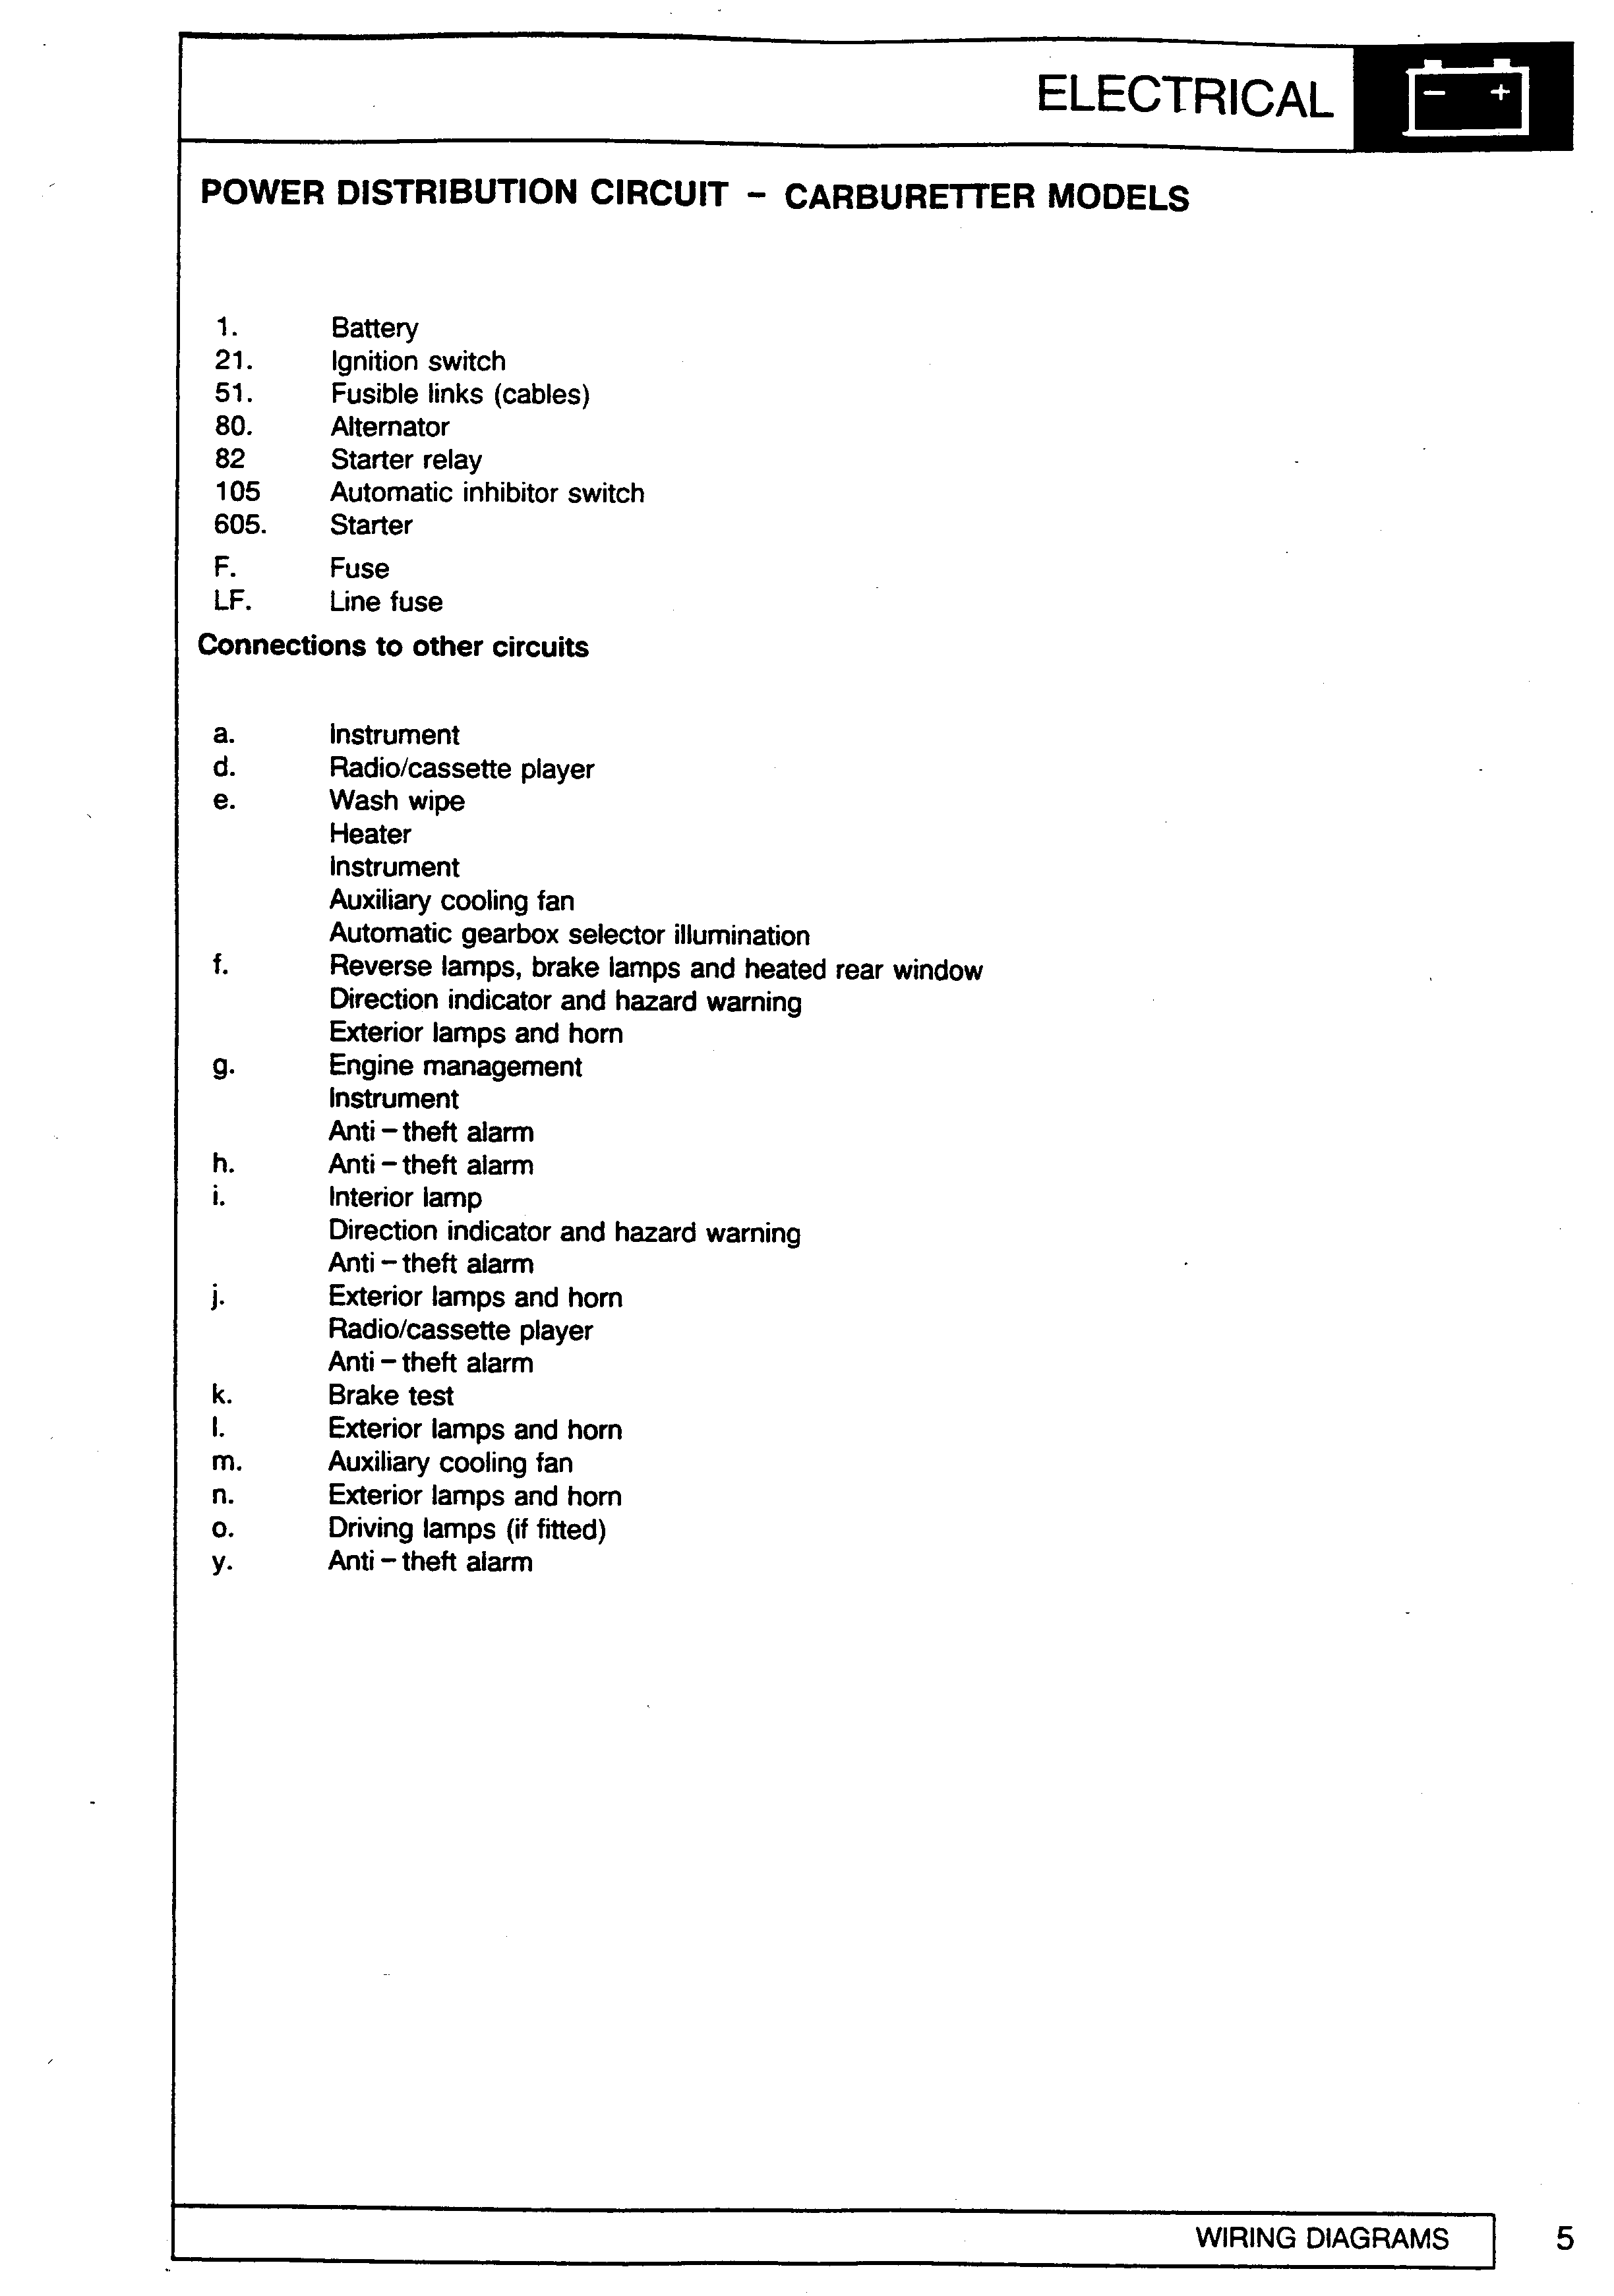 ELECTRICAL
- +
POWER DISTRIBUTION CIRCUIT – CARBURETTER MODELS
1. Battery
21. Ignition switch
51. Fusible links (cables)
80. Alternator
82 Starter relay
105 Automatic inhibitor switch
605. Starter
F. Fuse
LF. Line fuse
Connections to other circuits
a. Instrument
d. Radio/cassette player
e. Wash wipe
Heater
Instrument
Auxiliary cooling fan
Automatic gearbox selector illumination
f. Reverse lamps, brake lamps and heated rear window
Direction indicator and hazard warning
Exterior lamps and horn
g. Engine management
Instrument
Anti – theft alarm
h. Anti – theft alarm
i. Interior lamp
Direction indicator and hazard warning
Anti – theft alarm
j. Exterior lamps and horn
Radio/cassette player
Anti – theft alarm
k. Brake test
l. Exterior lamps and horn
m. Auxiliary cooling fan
n. Exterior lamps and horn
o. Driving lamps (if fitted)
y. Anti – theft alarm
WIRING DIAGRAMS 5